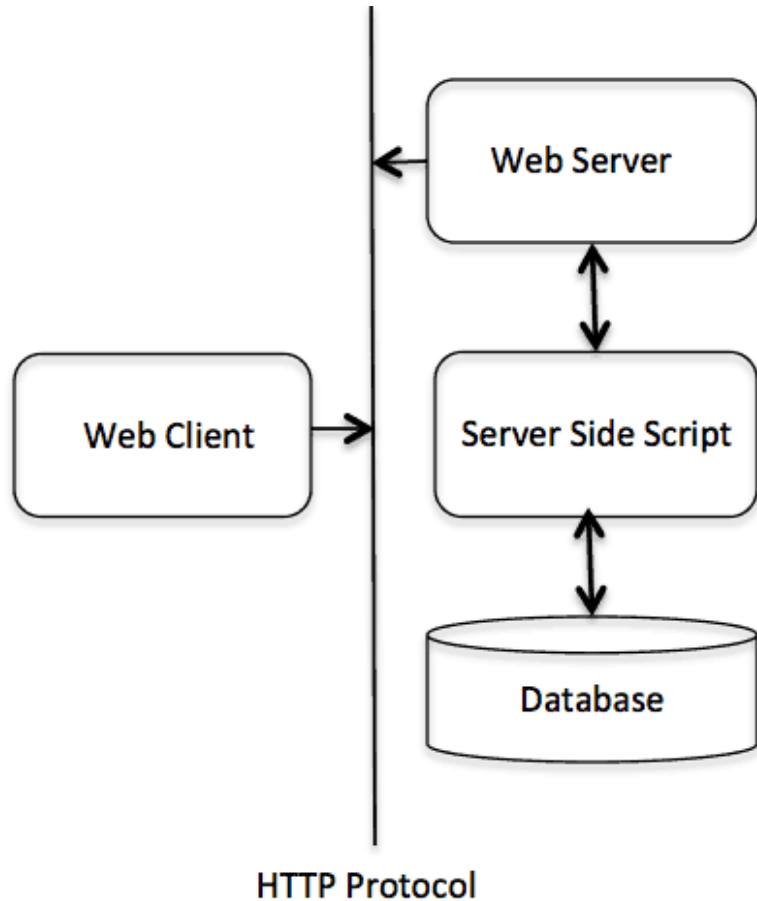 Web Server
Web Client
Server Side Script
Database
HTTP Protocol